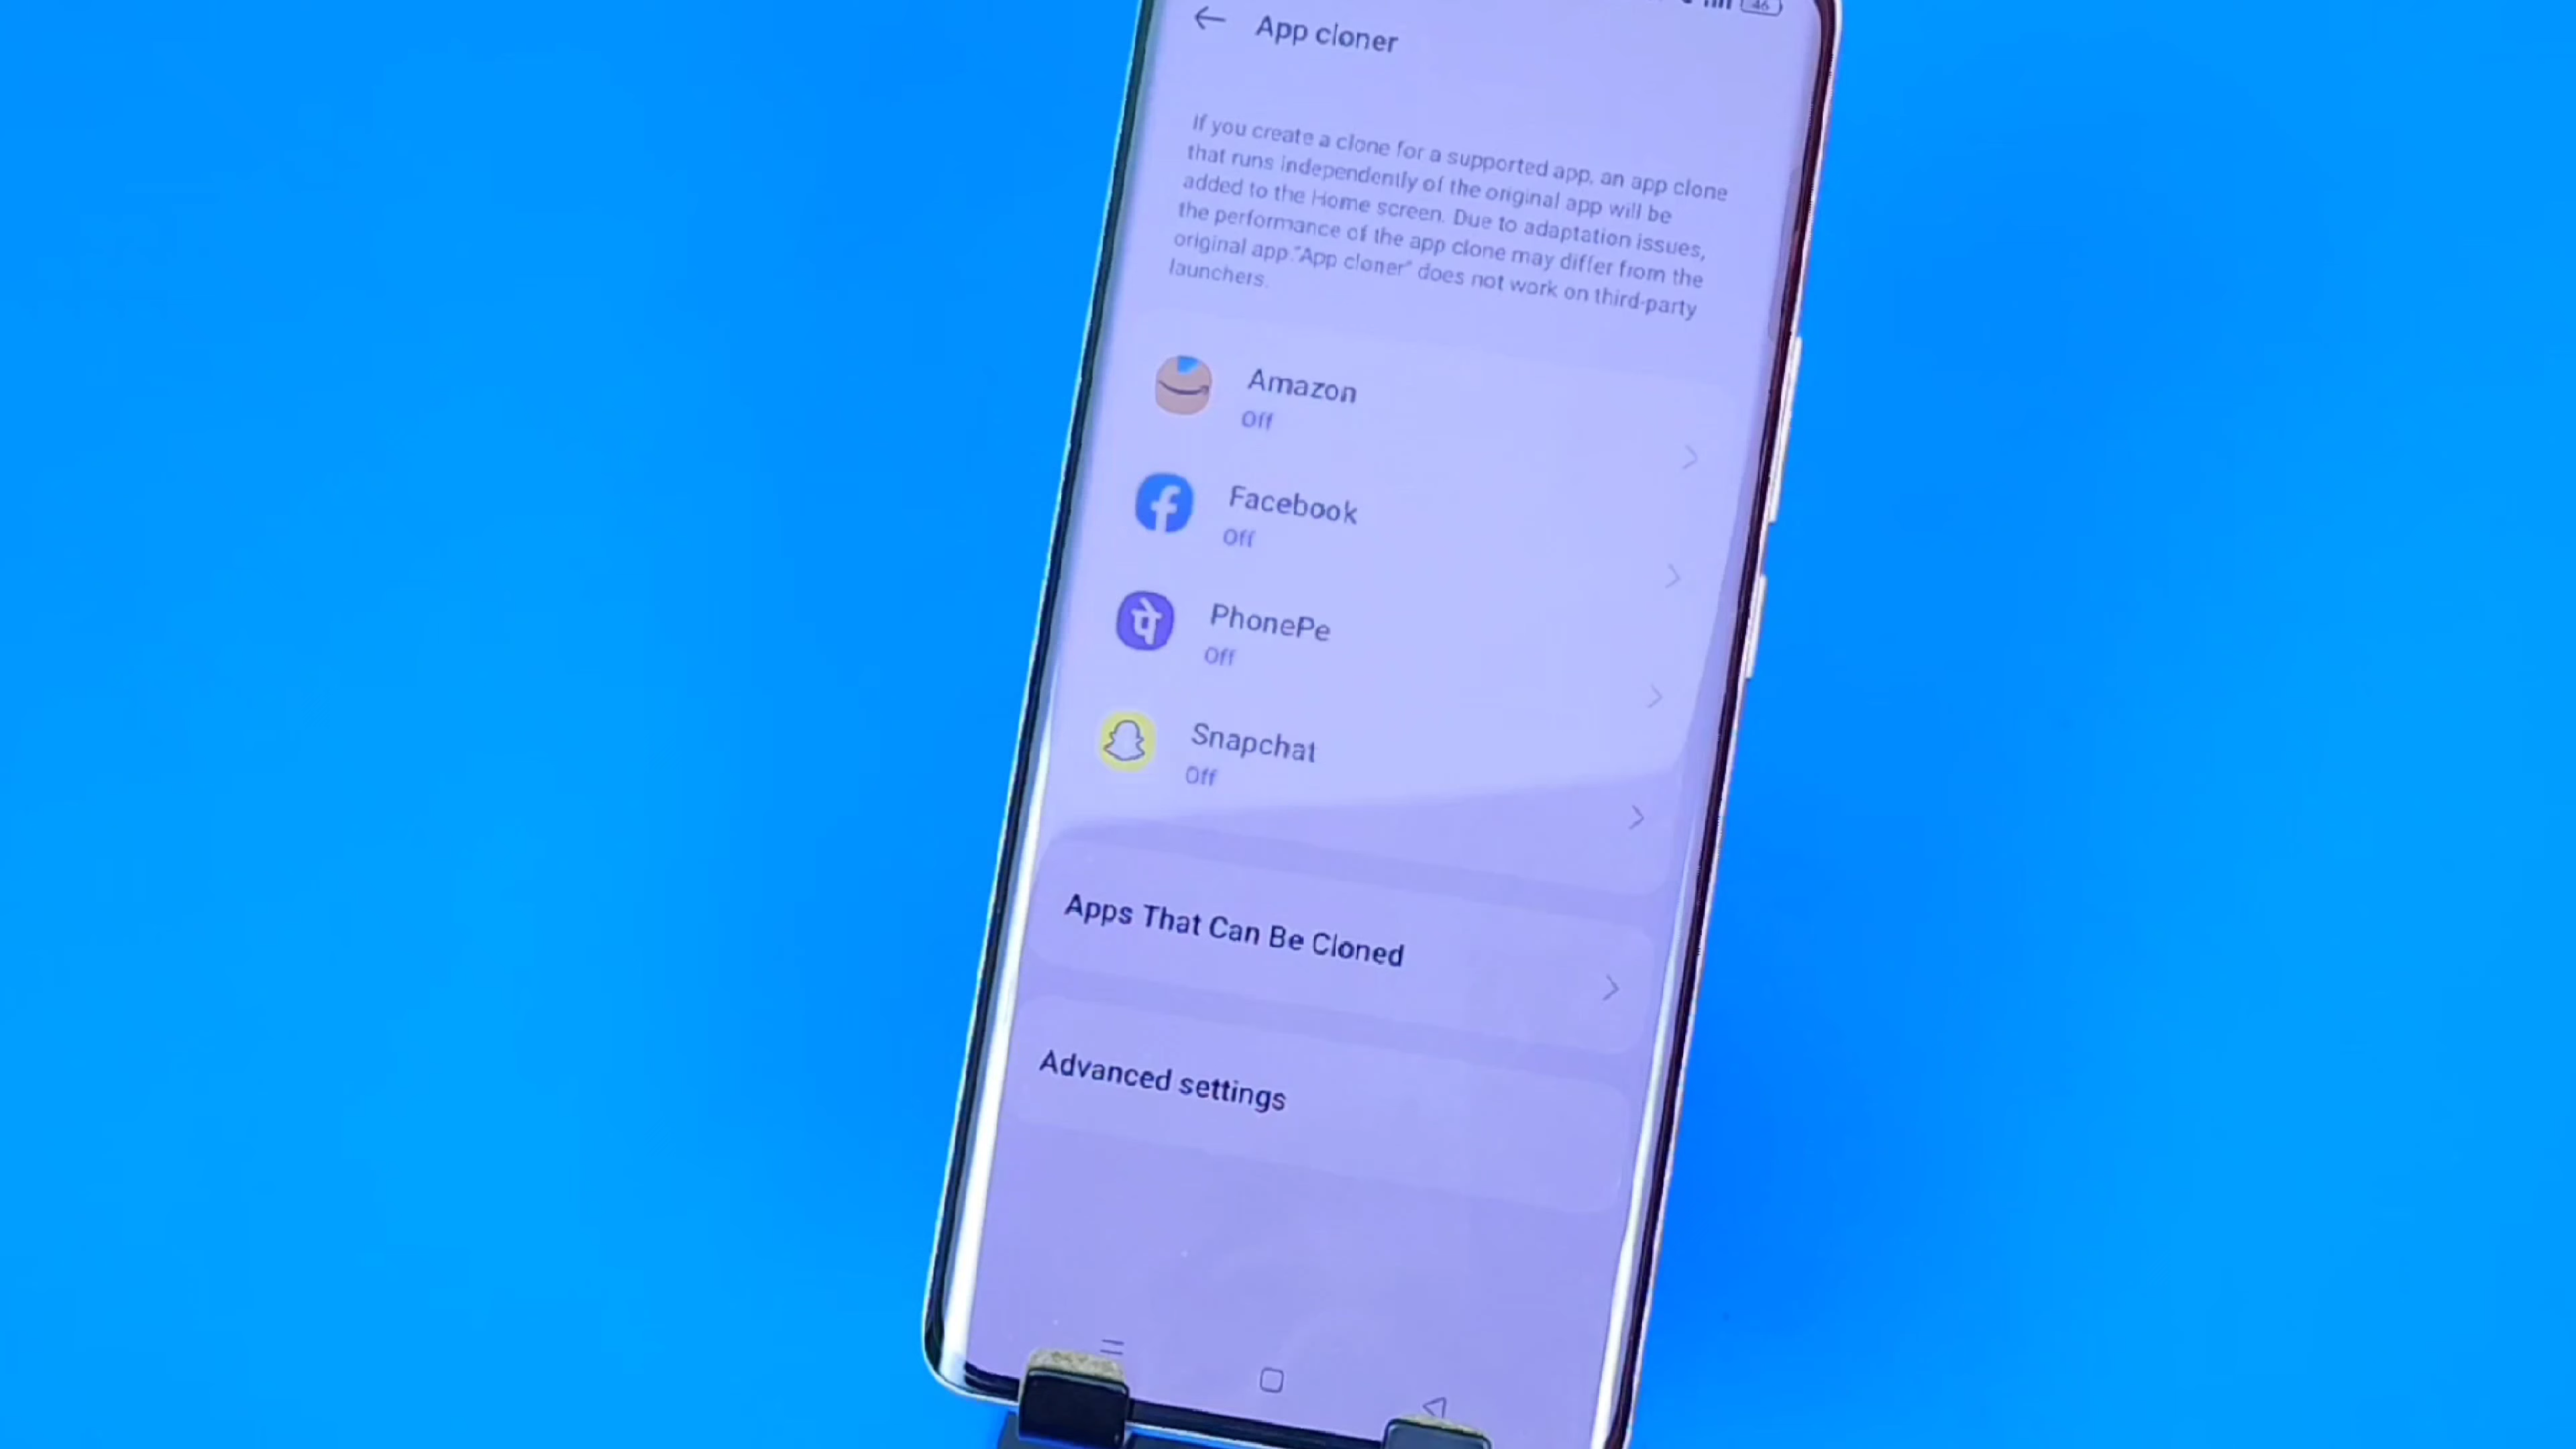 46
App cloner
If you create a clone for a supported app, an app clone
that runs independently of the original app will be
added to the Home screen. Due to adaptation issues,
the performance of the app clone may differ from the
original app."App cloner" does not work on third-party
launchers.
Amazon
Off
Facebook
Off
पे
PhonePe
Off
Snapchat
Off
Apps That Can Be Cloned
Advanced settings